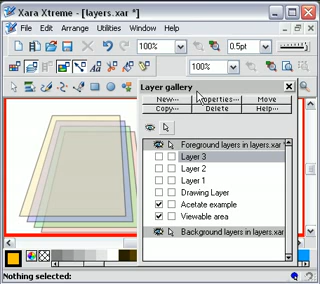 Xara Xtreme - [layers.xar *]
File Edit Arrange Utilities Window Help
100% 0.5pt
100%
Layer gallery
New... Properties... Move
Copy... Delete Help...
Foreground layers in layers.xar
Layer 3
Layer 2
Layer 1
Drawing Layer
Acetate example
Viewable area
Background layers in layers.xar
Nothing selected: